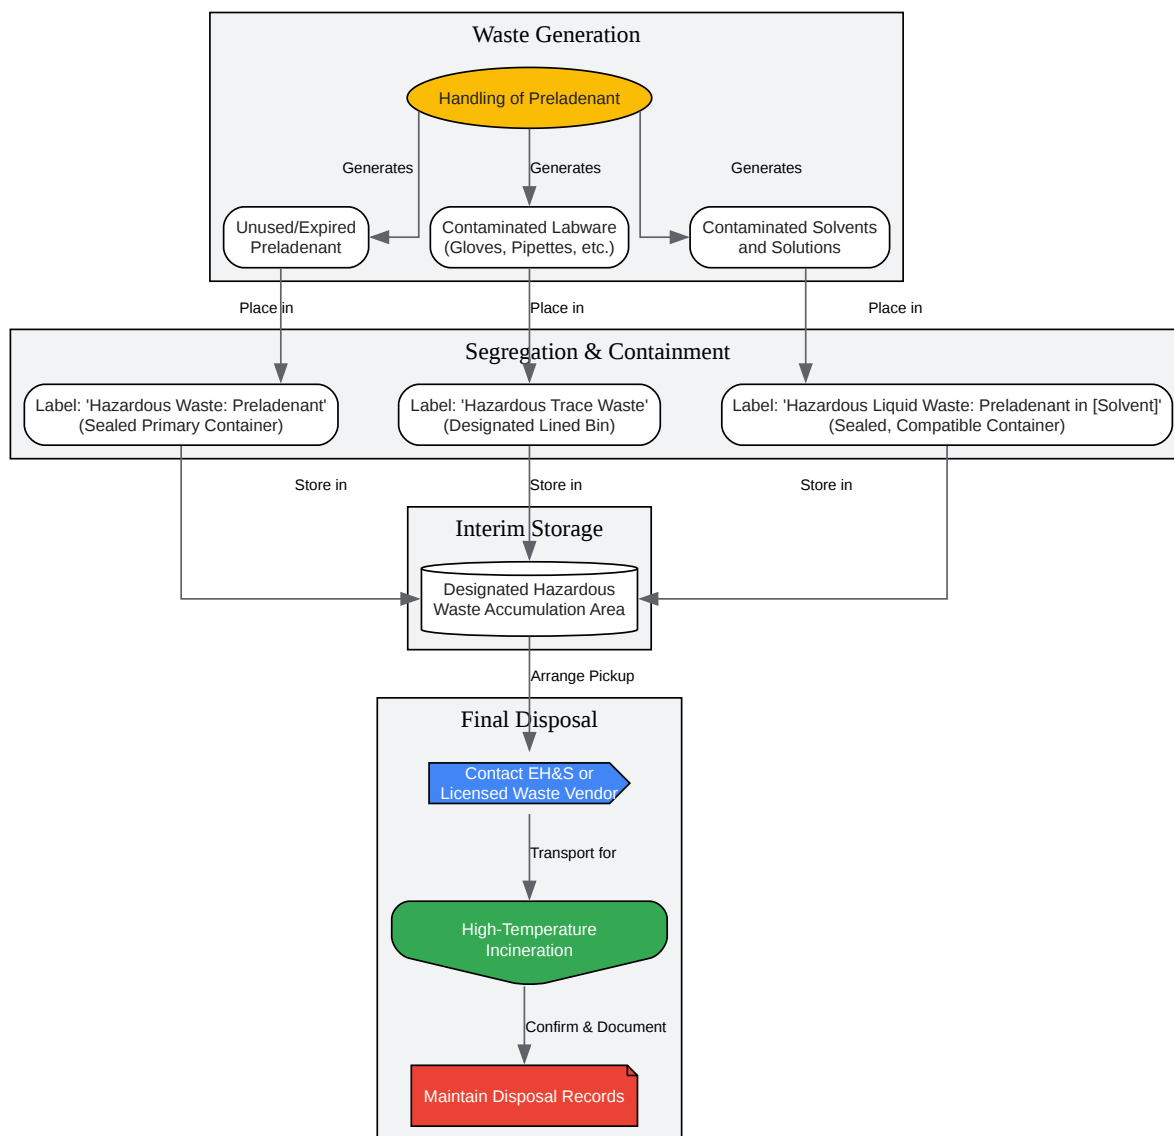 Waste Generation
Handling of Preladenant
Generates
Generates
Generates
Unused/Expired
Preladenant
Contaminated Labware
(Gloves, Pipettes, etc.)
Contaminated Solvents
and Solutions
Place in
Place in
Place in
Segregation & Containment
Label: 'Hazardous Waste: Preladenant'
(Sealed Primary Container)
Label: 'Hazardous Trace Waste'
(Designated Lined Bin)
Label: 'Hazardous Liquid Waste: Preladenant in [Solvent]'
(Sealed, Compatible Container)
Store in
Store in
Store in
Interim Storage
Designated Hazardous
Waste Accumulation Area
Arrange Pickup
Final Disposal
Contact EH&S or
Licensed Waste Vendor
Transport for
High-Temperature
Incineration
Confirm & Document
Maintain Disposal Records